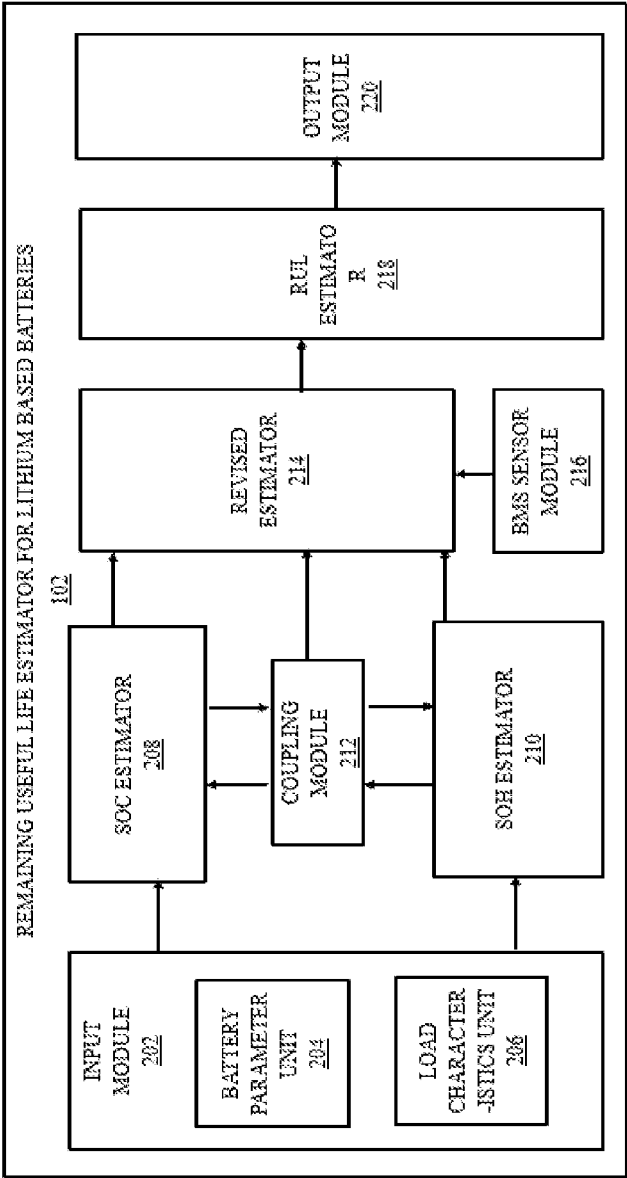 REMAINING USEFUL LIFE ESTIMATOR FOR LITHIUM BASED BATTERIES
102
INPUT
MODULE
202
BATTERY
PARAMETER
UNIT
204
LOAD
CHARACTER
-ISTICS UNIT
206
SOC ESTIMATOR
208
COUPLING
MODULE
212
SOH ESTIMATOR
210
REVISED
ESTIMATOR
214
BMS SENSOR
MODULE
216
RUL
ESTIMATO
R
218
OUTPUT
MODULE
220